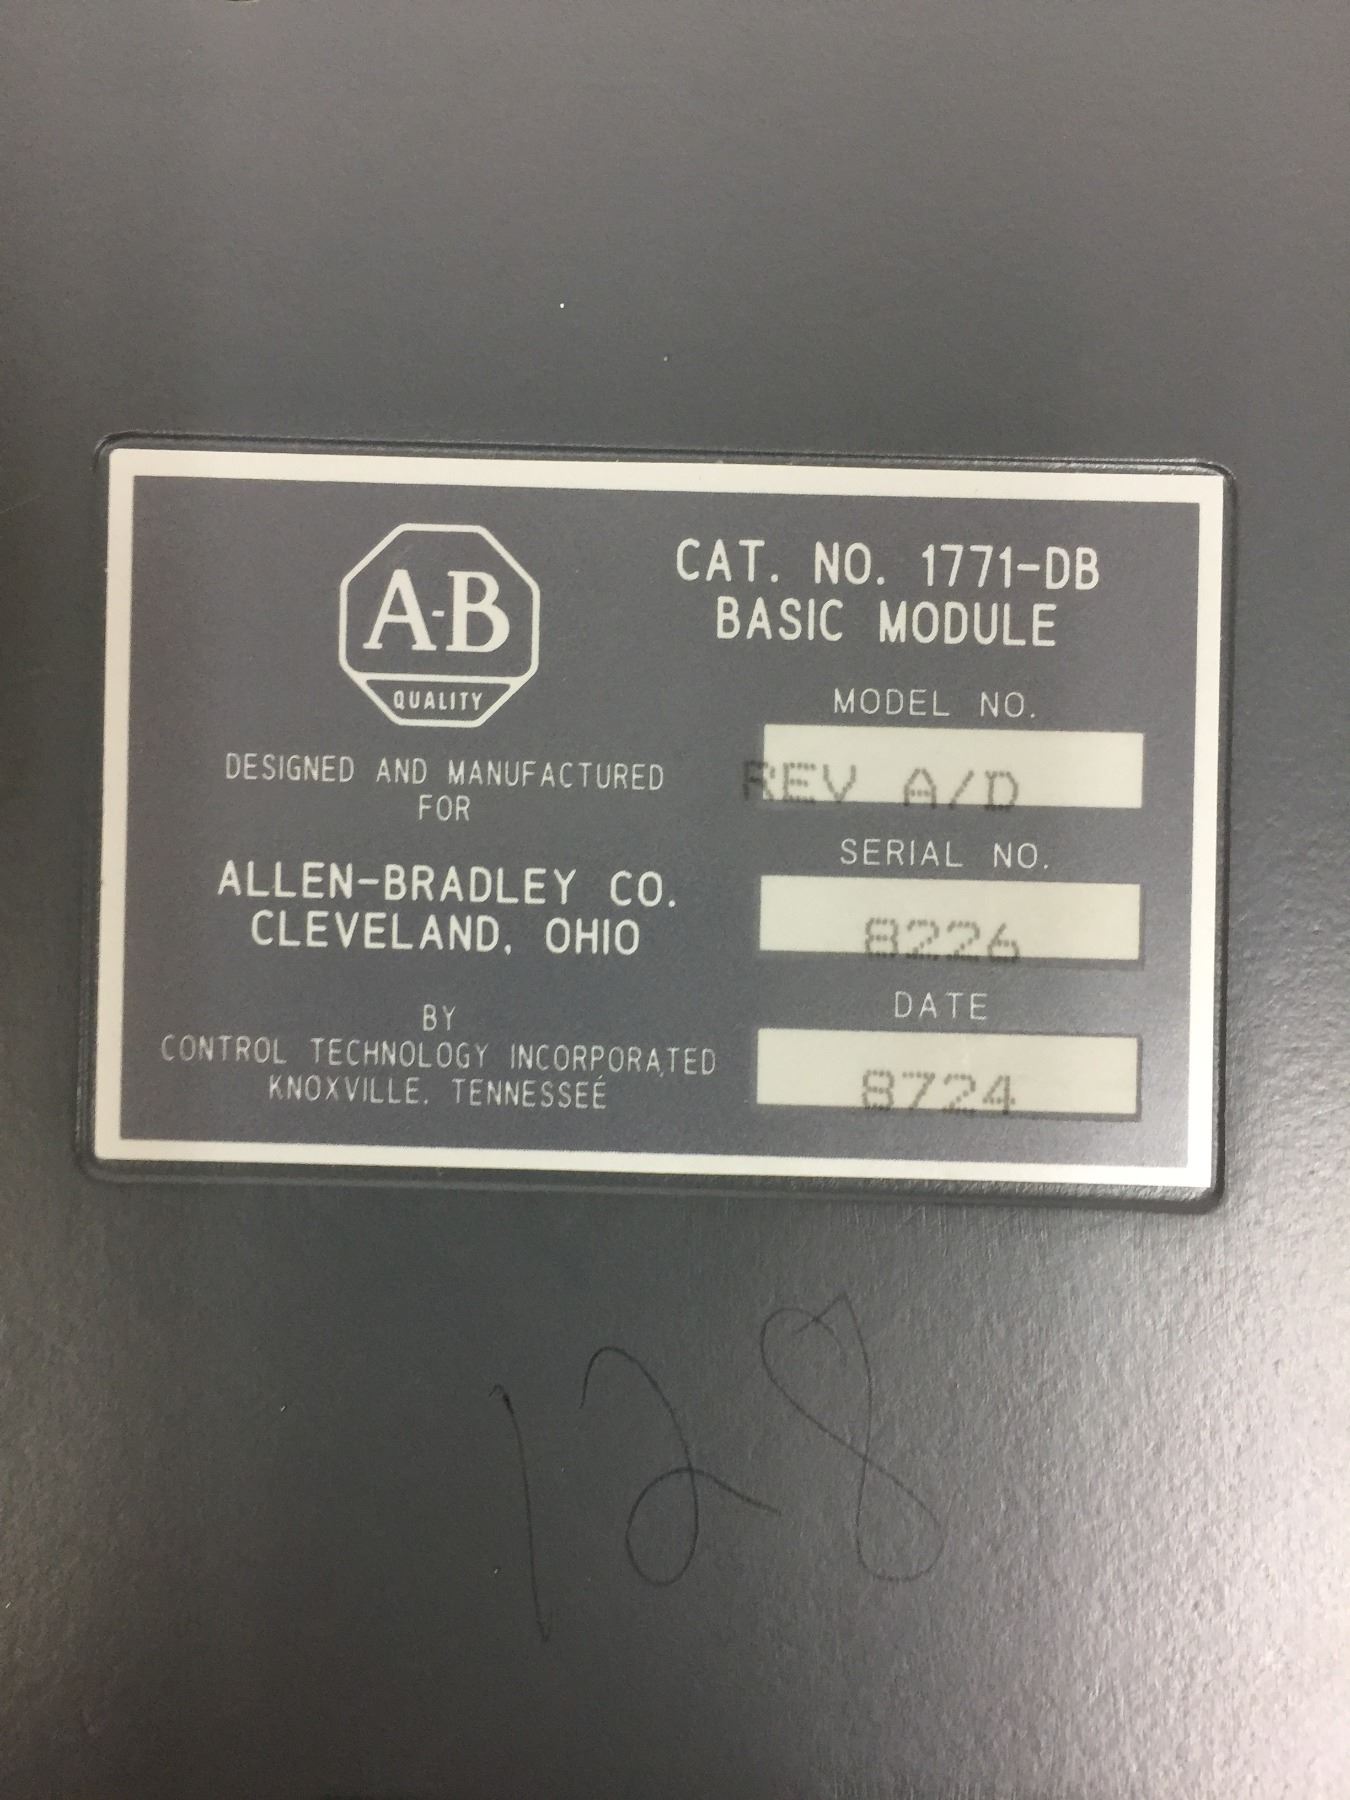 A-B
QUALITY
DESIGNED AND MANUFACTURED
FOR
ALLEN-BRADLEY CO.
CLEVELAND, OHIO
BY
CONTROL TECHNOLOGY INCORPORATED
KNOXVILLE, TENNESSEE
CAT. NO. 1771-DB
BASIC MODULE
MODEL NO.
REV A/D
SERIAL NO.
8226
DATE
8724
128